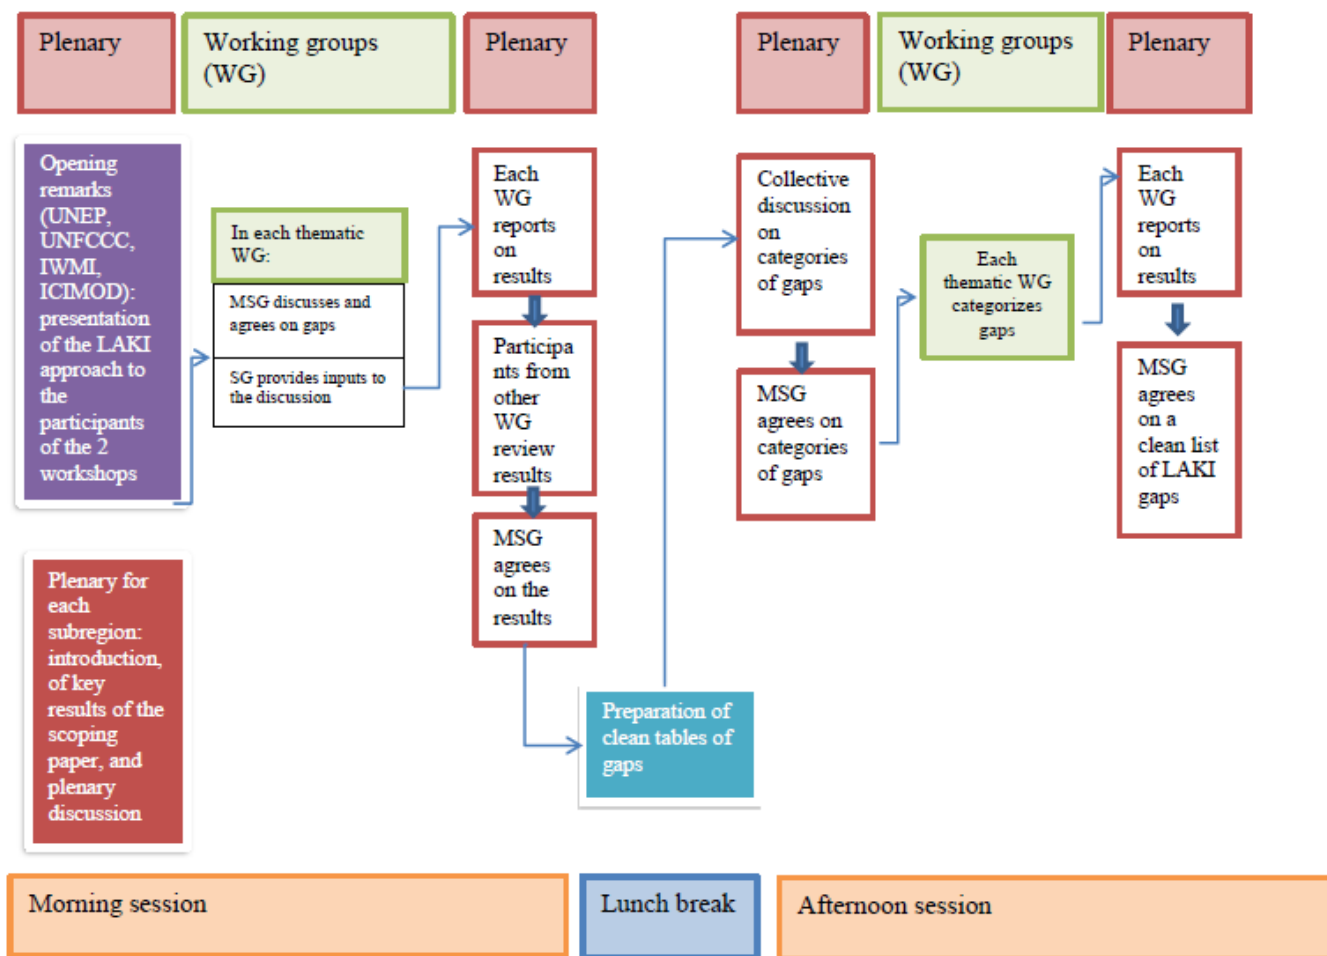 Plenary
Working groups
(WG)
Plenary
Plenary
Working groups
(WG)
Plenary
Opening
remarks
(UNEP,
UNFCCC,
IWMI,
ICIMOD):
presentation
of the LAKI
approach to
the
participants
of the 2
workshops
Plenary for
each
subregion:
introduction,
of key
results of the
scoping
paper, and
plenary
discussion
In each thematic
WG:
MSG discusses and
agrees on gaps
SG provides inputs to
the discussion
Each
WG
reports
on
results
Participa
nts from
other
WG
review
results
MSG
agrees
on the
results
Preparation of
clean tables of
gaps
Collective
discussion
on
categories
of gaps
MSG
agrees on
categories
of gaps
Each
thematic WG
categorizes
gaps
Each
WG
reports
on
results
MSG
agrees
on a
clean list
of LAKI
gaps
Morning session
Lunch break
Afternoon session